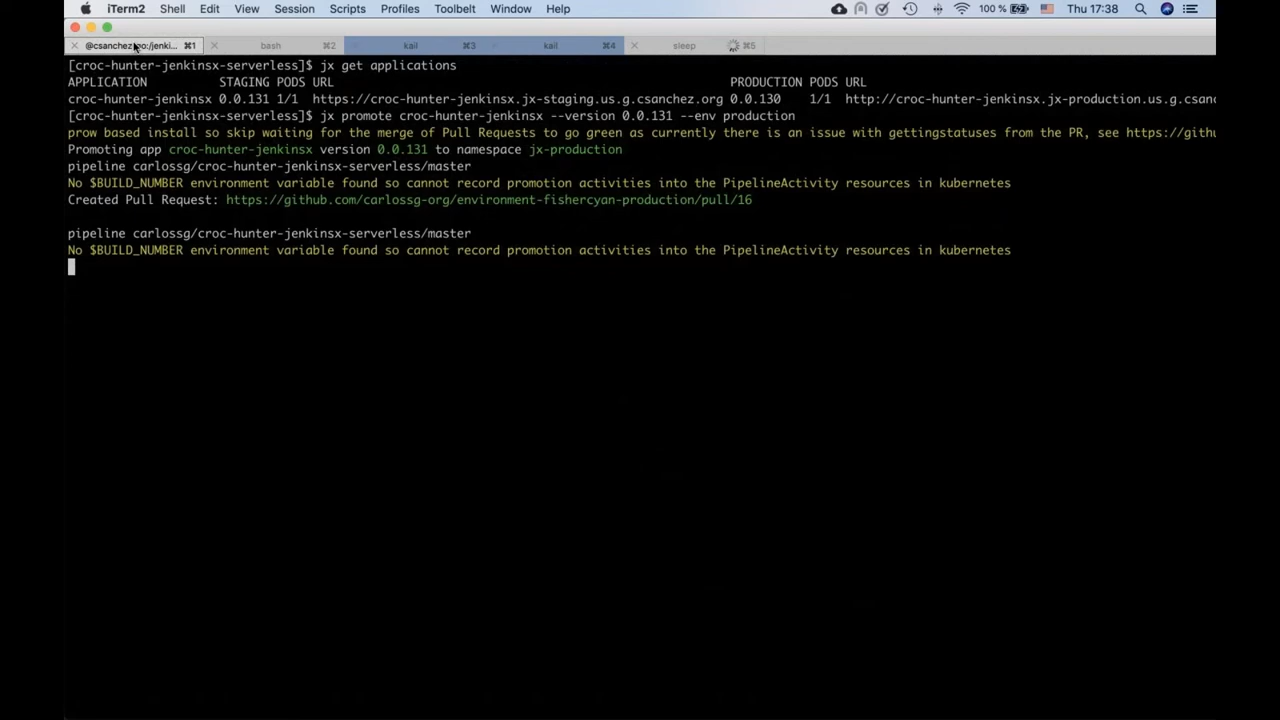 iTerm2 Shell Edit View Session Scripts Profiles Toolbelt Window Help 100 % Thu 17:38
@csanchez ⌘1 bash ⌘2 kail ⌘3 kail ⌘4 sleep ⌘5
[croc-hunter-jenkinsx-serverless]$ jx get applications
APPLICATION STAGING PODS URL PRODUCTION PODS URL
croc-hunter-jenkinsx 0.0.131 1/1 https://croc-hunter-jenkinsx.jx-staging.us.g.csanchez.org 0.0.130 1/1 http://croc-hunter-jenkinsx.jx-production.us.g.csanc
[croc-hunter-jenkinsx-serverless]$ jx promote croc-hunter-jenkinsx --version 0.0.131 --env production
prow based install so skip waiting for the merge of Pull Requests to go green as currently there is an issue with gettingstatuses from the PR, see https://githu
Promoting app croc-hunter-jenkinsx version 0.0.131 to namespace jx-production
pipeline carlossg/croc-hunter-jenkinsx-serverless/master
No $BUILD_NUMBER environment variable found so cannot record promotion activities into the PipelineActivity resources in kubernetes
Created Pull Request: https://github.com/carlossg-org/environment-fishercyan-production/pull/16
pipeline carlossg/croc-hunter-jenkinsx-serverless/master
No $BUILD_NUMBER environment variable found so cannot record promotion activities into the PipelineActivity resources in kubernetes